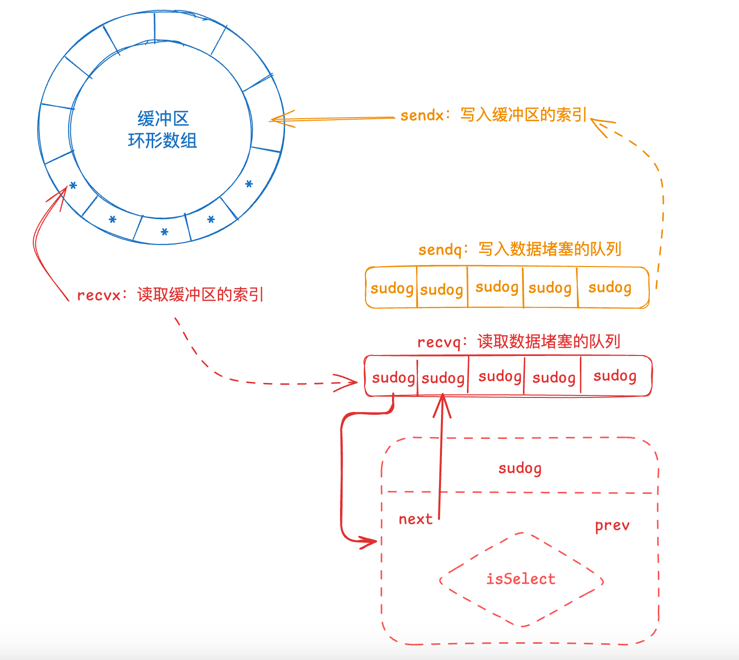 缓冲区
环形数组
sendx：写入缓冲区的索引
*
*
*
*
*
recvx：读取缓冲区的索引
sendq：写入数据堵塞的队列
sudog sudog sudog sudog sudog
recvq：读取数据堵塞的队列
sudog sudog sudog sudog sudog
sudog
next
prev
isSelect